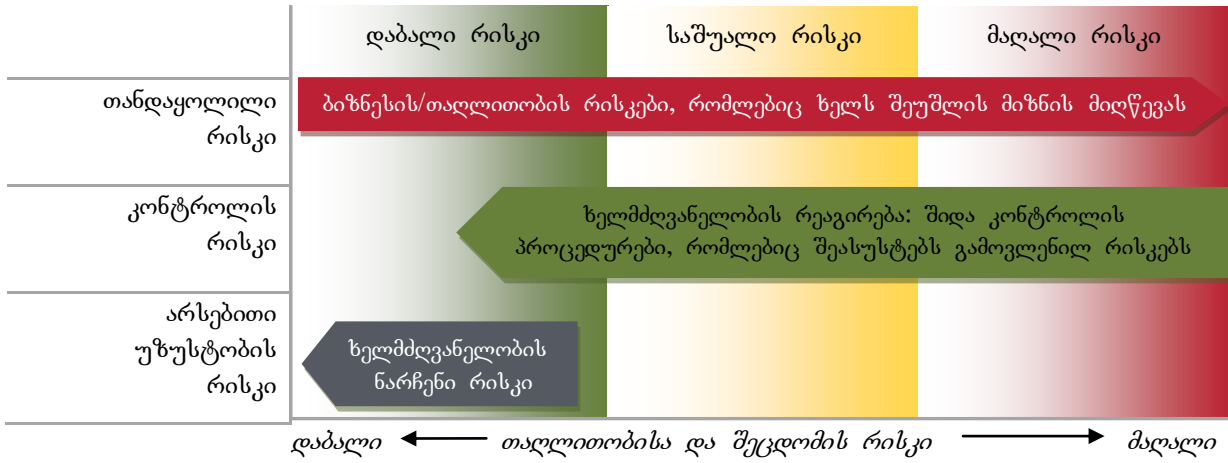 დაბალი რისკი
საშუალო რისკი
მაღალი რისკი
თანდაყოლილი
რისკი
ბიზნესის/თაღლითობის რისკები, რომლებიც ხელს შეუშლის მიზნის მიღწევას
კონტროლის
რისკი
ხელმძღვანელობის რეაგირება: შიდა კონტროლის
პროცედურები, რომლებიც შეასუსტებს გამოვლენილ რისკებს
არსებითი
უზუსტობის
რისკი
ხელმძღვანელობის
ნარჩენი რისკი
დაბალი
თაღლითობისა და შეცდომის რისკი
მაღალი